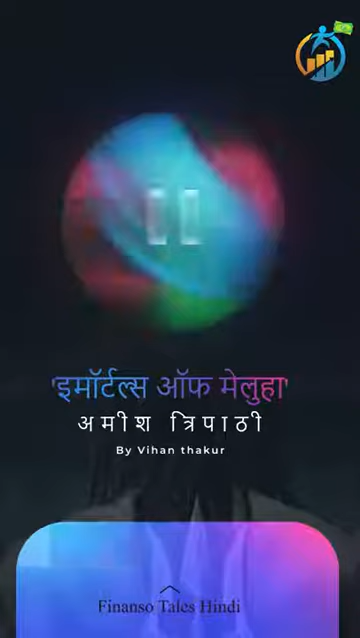 'इमॉर्टल्स ऑफ मेलुहा'
अमीश त्रिपाठी
By Vihan thakur
Finanso Tales Hindi